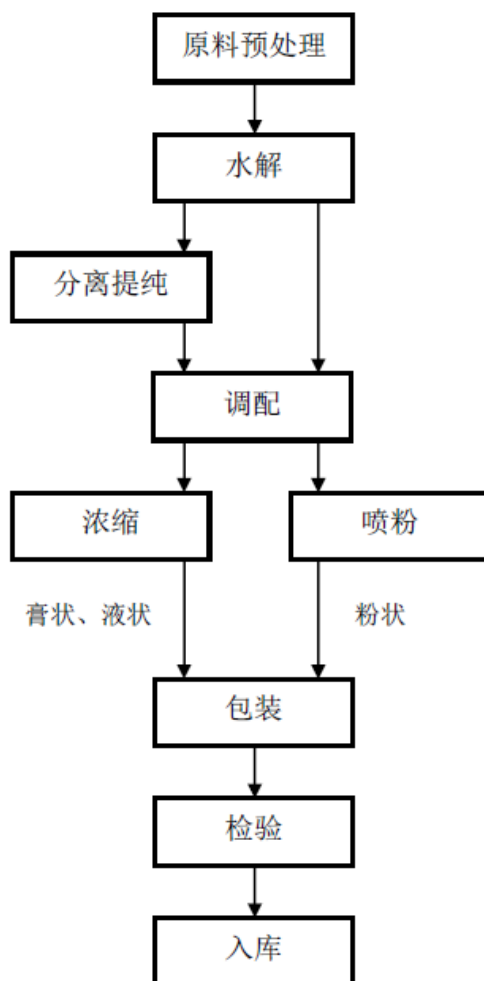 原料预处理
水解
分离提纯
调配
浓缩
喷粉
膏状、液状
粉状
包装
检验
入库